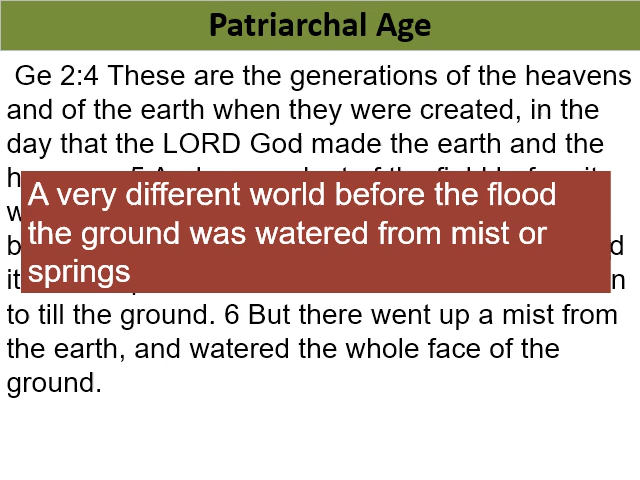 Patriarchal Age
Ge 2:4 These are the generations of the heavens
and of the earth when they were created, in the
day that the LORD God made the earth and the
A very different world before the flood
the ground was watered from mist or
springs
to till the ground. 6 But there went up a mist from
the earth, and watered the whole face of the
ground.